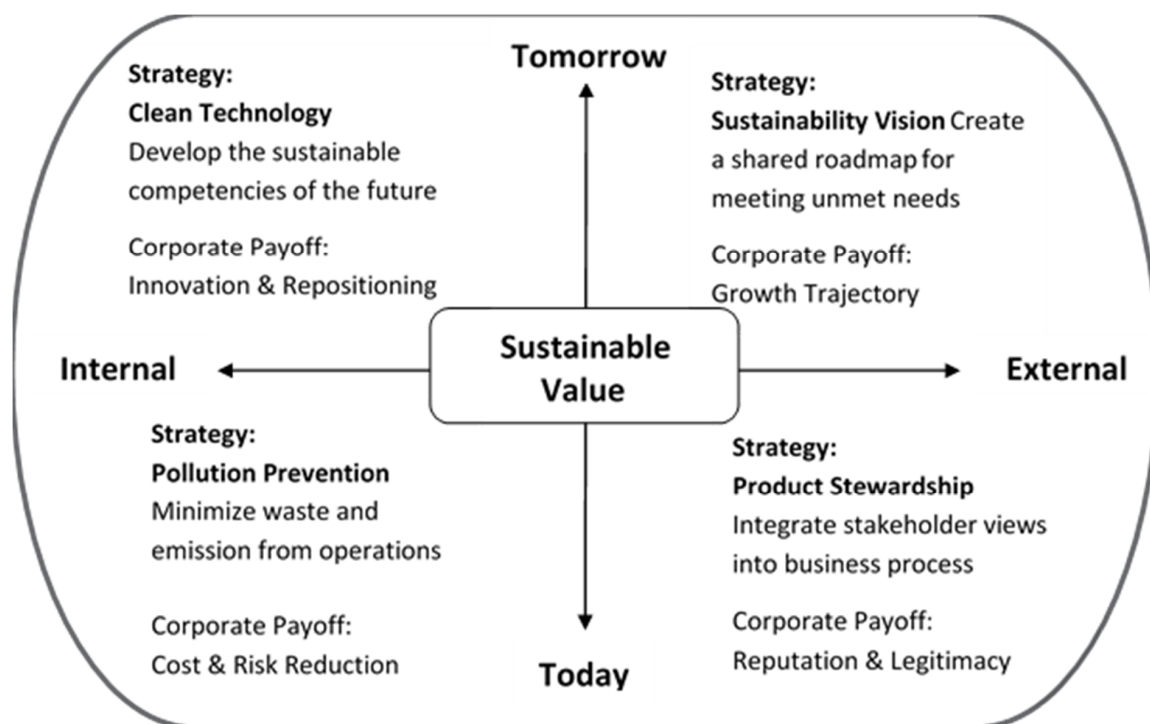 Tomorrow
Strategy:
Clean Technology
Develop the sustainable
competencies of the future
Corporate Payoff:
Innovation & Repositioning
Strategy:
Sustainability Vision Create
a shared roadmap for
meeting unmet needs
Corporate Payoff:
Growth Trajectory
Internal
Sustainable
Value
External
Strategy:
Pollution Prevention
Minimize waste and
emission from operations
Corporate Payoff:
Cost & Risk Reduction
Strategy:
Product Stewardship
Integrate stakeholder views
into business process
Corporate Payoff:
Reputation & Legitimacy
Today